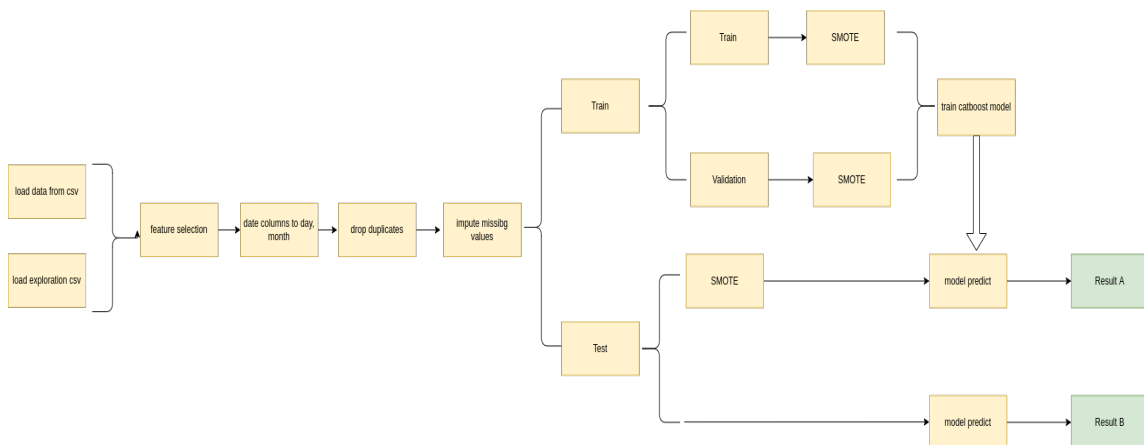 load data from csv
load exploration csv
feature selection
date columns to day,
month
drop duplicates
impute missibg
values
Train
Test
Train
SMOTE
Validation
SMOTE
train catboost model
SMOTE
model predict
Result A
model predict
Result B